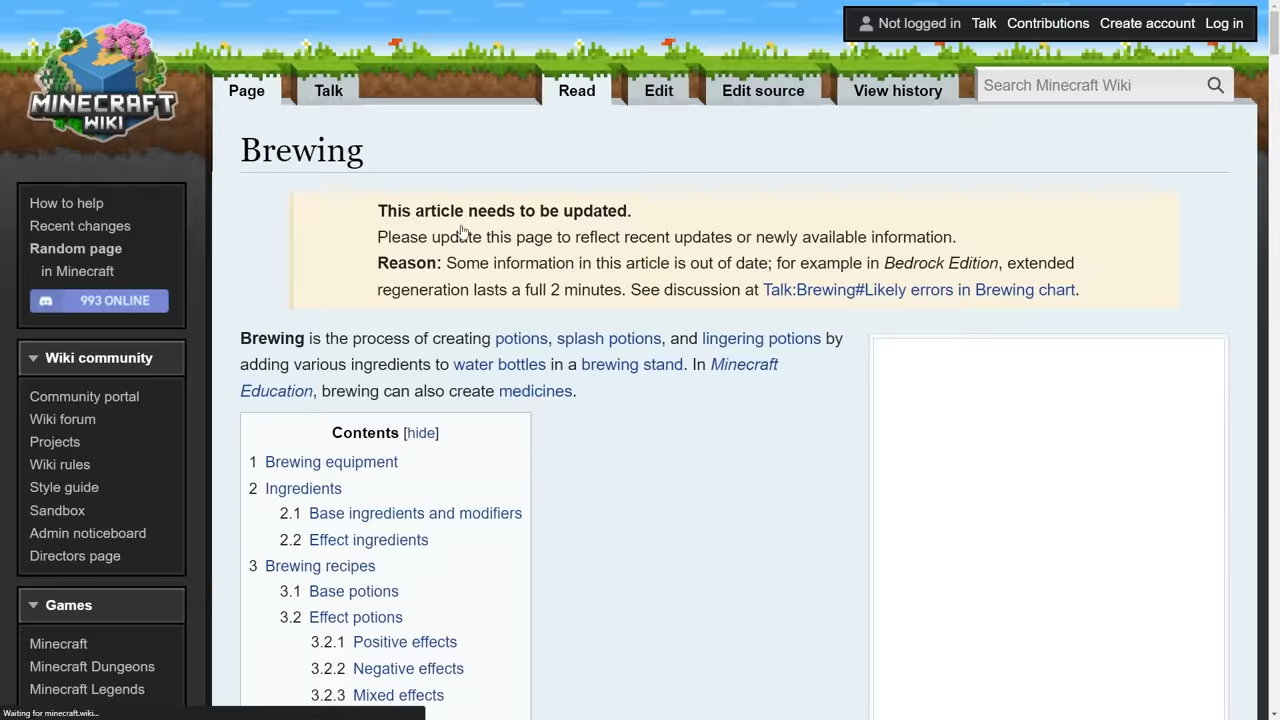 Not logged in Talk Contributions Create account Log in
MINECRAFT
WIKI
Page Talk Read Edit Edit source View history Search Minecraft Wiki
Brewing
This article needs to be updated.
Please update this page to reflect recent updates or newly available information.
Reason: Some information in this article is out of date; for example in Bedrock Edition, extended
regeneration lasts a full 2 minutes. See discussion at Talk:Brewing#Likely errors in Brewing chart.
Brewing is the process of creating potions, splash potions, and lingering potions by
adding various ingredients to water bottles in a brewing stand. In Minecraft
Education, brewing can also create medicines.
Contents [hide]
1 Brewing equipment
2 Ingredients
2.1 Base ingredients and modifiers
2.2 Effect ingredients
3 Brewing recipes
3.1 Base potions
3.2 Effect potions
3.2.1 Positive effects
3.2.2 Negative effects
3.2.3 Mixed effects
How to help
Recent changes
Random page
in Minecraft
993 ONLINE
Wiki community
Community portal
Wiki forum
Projects
Wiki rules
Style guide
Sandbox
Admin noticeboard
Directors page
Games
Minecraft
Minecraft Dungeons
Minecraft Legends
Waiting for minecraft.wiki...